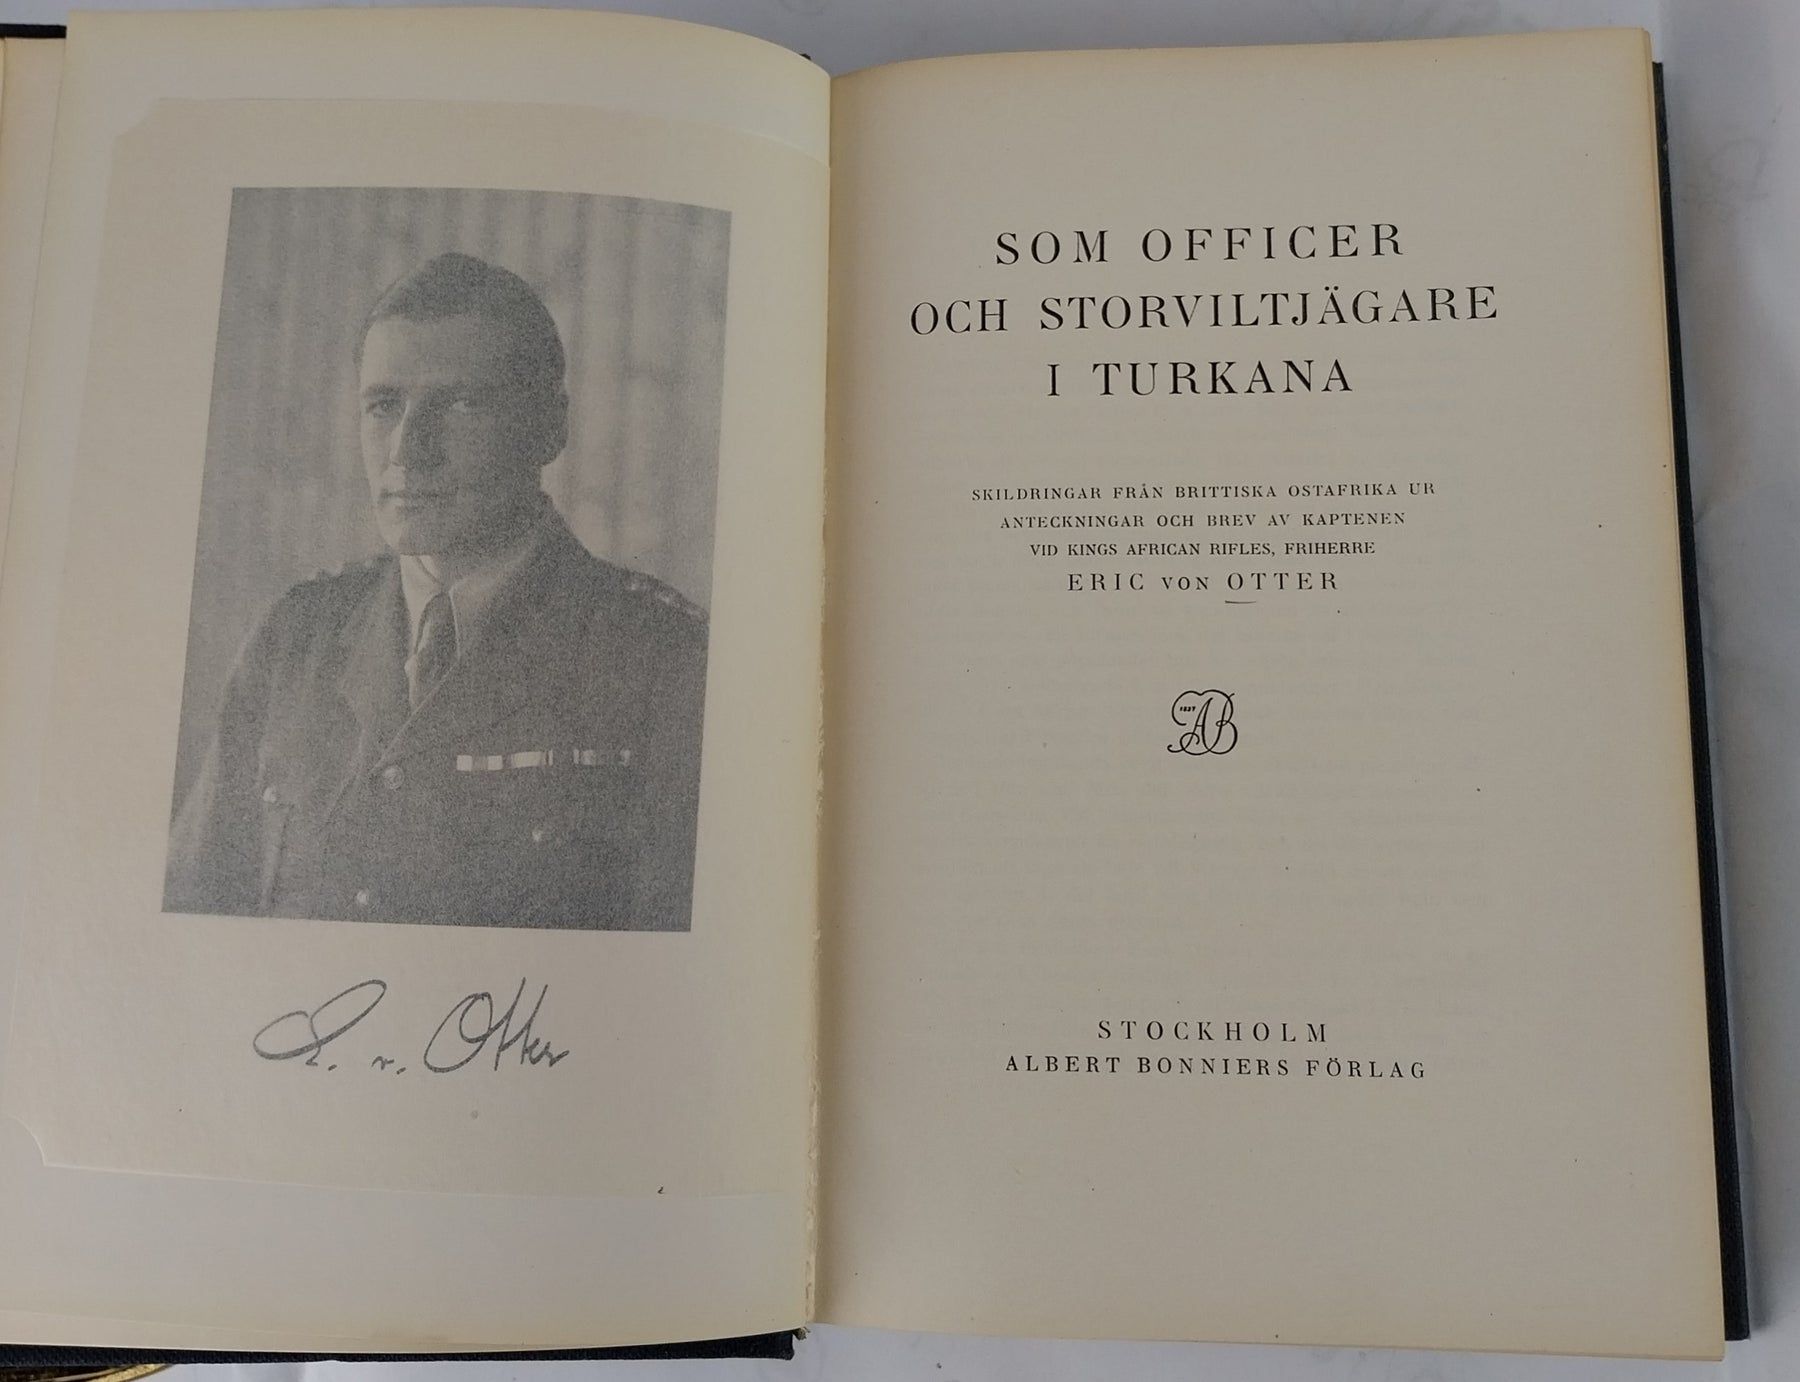 E. v. Otter
SOM OFFICER
OCH STORVILTJÄGARE
I TURKANA
SKILDRINGAR FRÅN BRITTISKA OSTAFRIKA UR
ANTECKNINGAR OCH BREV AV KAPTENEN
VID KINGS AFRICAN RIFLES, FRIHERRE
ERIC VON OTTER
1837 AB
STOCKHOLM
ALBERT BONNIERS FÖRLAG